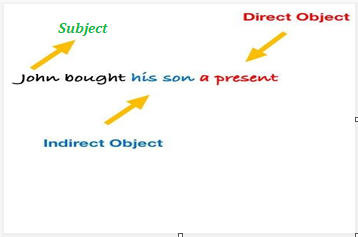 Direct Object
Subject
John bought his son a present
Indirect Object